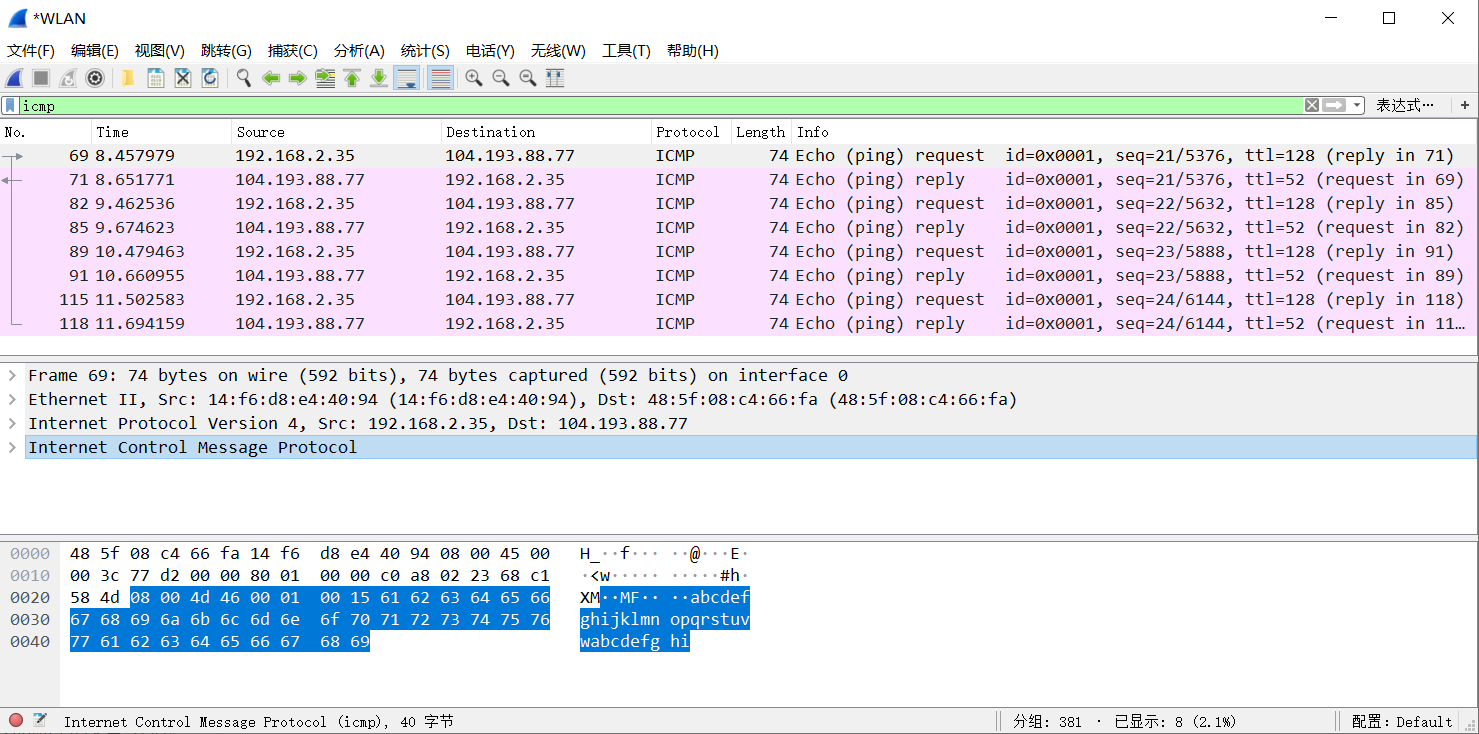 *WLAN
文件(F) 编辑(E) 视图(V) 跳转(G) 捕获(C) 分析(A) 统计(S) 电话(Y) 无线(W) 工具(T) 帮助(H)
icmp 表达式… +
No. Time Source Destination Protocol Length Info
69 8.457979 192.168.2.35 104.193.88.77 ICMP 74 Echo (ping) request id=0x0001, seq=21/5376, ttl=128 (reply in 71)
71 8.651771 104.193.88.77 192.168.2.35 ICMP 74 Echo (ping) reply id=0x0001, seq=21/5376, ttl=52 (request in 69)
82 9.462536 192.168.2.35 104.193.88.77 ICMP 74 Echo (ping) request id=0x0001, seq=22/5632, ttl=128 (reply in 85)
85 9.674623 104.193.88.77 192.168.2.35 ICMP 74 Echo (ping) reply id=0x0001, seq=22/5632, ttl=52 (request in 82)
89 10.479463 192.168.2.35 104.193.88.77 ICMP 74 Echo (ping) request id=0x0001, seq=23/5888, ttl=128 (reply in 91)
91 10.660955 104.193.88.77 192.168.2.35 ICMP 74 Echo (ping) reply id=0x0001, seq=23/5888, ttl=52 (request in 89)
115 11.502583 192.168.2.35 104.193.88.77 ICMP 74 Echo (ping) request id=0x0001, seq=24/6144, ttl=128 (reply in 118)
118 11.694159 104.193.88.77 192.168.2.35 ICMP 74 Echo (ping) reply id=0x0001, seq=24/6144, ttl=52 (request in 11…
Frame 69: 74 bytes on wire (592 bits), 74 bytes captured (592 bits) on interface 0
Ethernet II, Src: 14:f6:d8:e4:40:94 (14:f6:d8:e4:40:94), Dst: 48:5f:08:c4:66:fa (48:5f:08:c4:66:fa)
Internet Protocol Version 4, Src: 192.168.2.35, Dst: 104.193.88.77
Internet Control Message Protocol
0000 48 5f 08 c4 66 fa 14 f6 d8 e4 40 94 08 00 45 00 H_··f··· ··@···E·
0010 00 3c 77 d2 00 00 80 01 00 00 c0 a8 02 23 68 c1 ·<w····· ·····#h·
0020 58 4d 08 00 4d 46 00 01 00 15 61 62 63 64 65 66 XM··MF·· ··abcdef
0030 67 68 69 6a 6b 6c 6d 6e 6f 70 71 72 73 74 75 76 ghijklmn opqrstuv
0040 77 61 62 63 64 65 66 67 68 69 wabcdefg hi
Internet Control Message Protocol (icmp), 40 字节 分组: 381 · 已显示: 8 (2.1%) 配置: Default